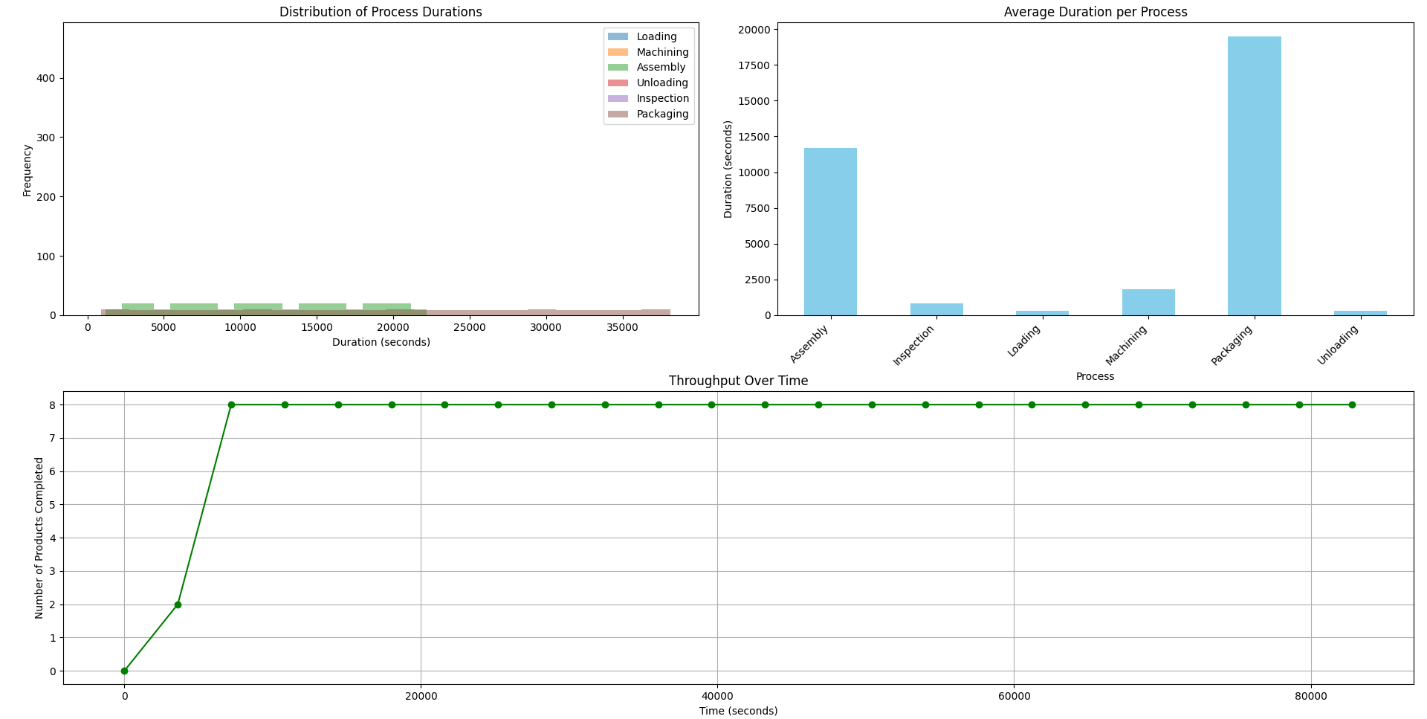 Distribution of Process Durations
Frequency
400
300
200
100
0
0 5000 10000 15000 20000 25000 30000 35000
Duration (seconds)
Loading
Machining
Assembly
Unloading
Inspection
Packaging
Average Duration per Process
Duration (seconds)
20000
17500
15000
12500
10000
7500
5000
2500
0
Assembly Inspection Loading Machining Packaging Unloading
Process
Throughput Over Time
Number of Products Completed
8
7
6
5
4
3
2
1
0
0 20000 40000 60000 80000
Time (seconds)